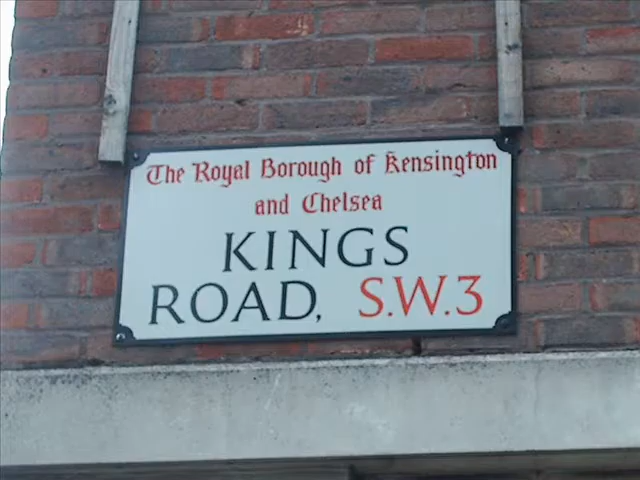 The Royal Borough of Kensington
and Chelsea
KINGS
ROAD, S.W.3